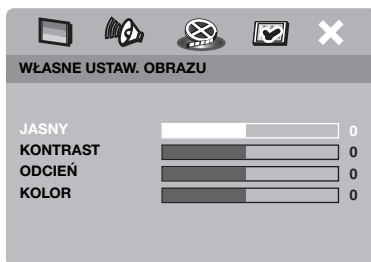 WŁASNE USTAW. OBRAZU
JASNY 0
KONTRAST 0
ODCIEŃ 0
KOLOR 0